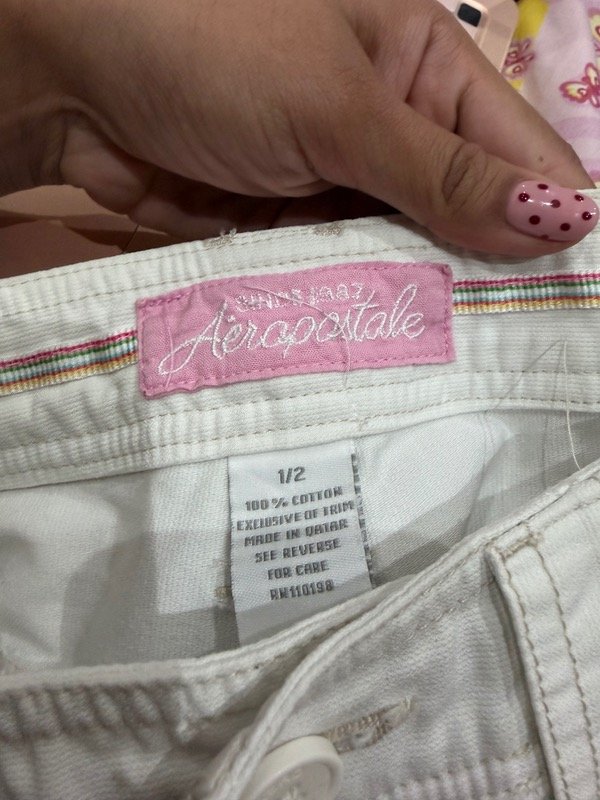 SINCE 1987
Aéropostale
1/2
100% COTTON
EXCLUSIVE OF TRIM
MADE IN QATAR
SEE REVERSE
FOR CARE
RN110198